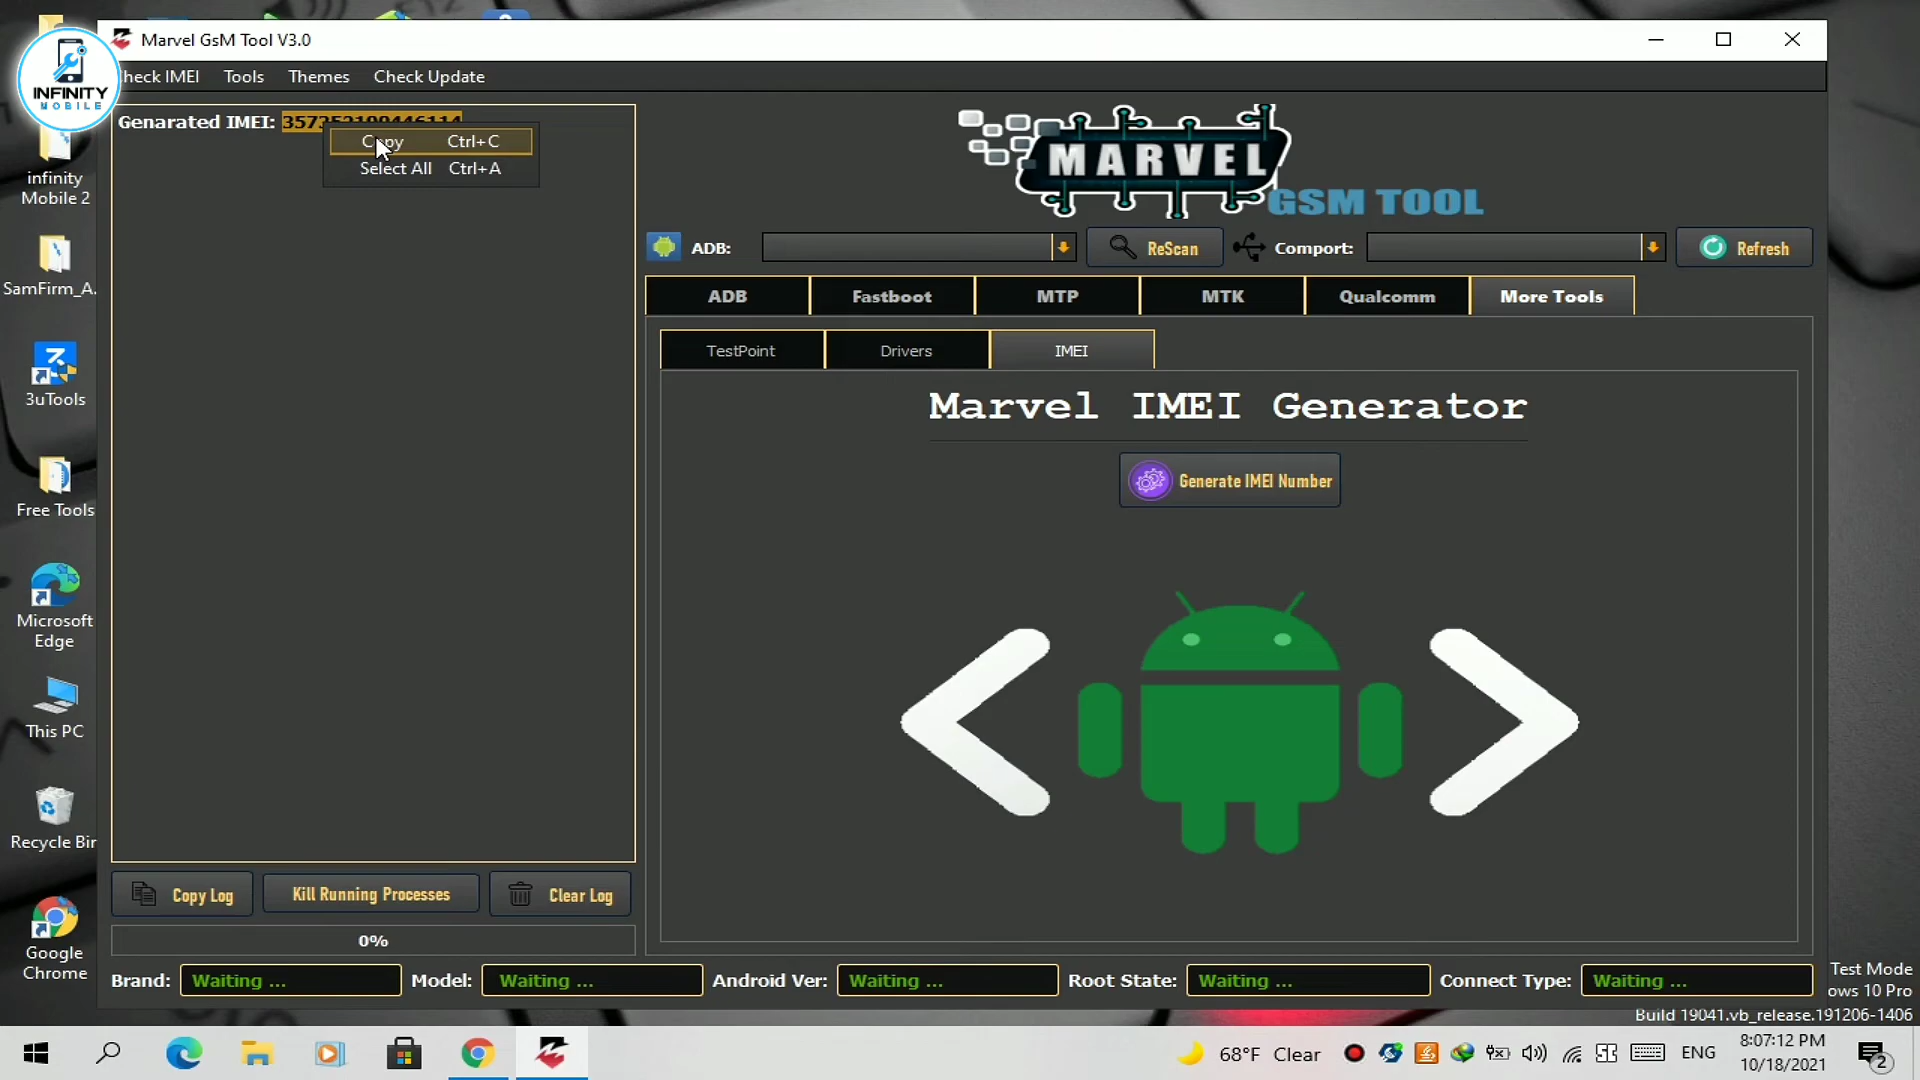 Marvel GsM Tool V3.0
INFINITY
MOBILE
heck IMEI Tools Themes Check Update
Genarated IMEI:
Copy Ctrl+C
Select All Ctrl+A
MARVEL
GSM TOOL
ADB: ReScan Comport: Refresh
ADB Fastboot MTP MTK Qualcomm More Tools
TestPoint Drivers IMEI
Marvel IMEI Generator
Generate IMEI Number
infinity
Mobile 2
SamFirm_A.
3uTools
Free Tools
Microsoft
Edge
This PC
Recycle Bin
Google
Chrome
Copy Log Kill Running Processes Clear Log
0%
Brand: Waiting ... Model: Waiting ... Android Ver: Waiting ... Root State: Waiting ... Connect Type: Waiting ...
Test Mode
ows 10 Pro
Build 19041.vb_release.191206-1406
68°F Clear ENG 8:07:12 PM
10/18/2021
2